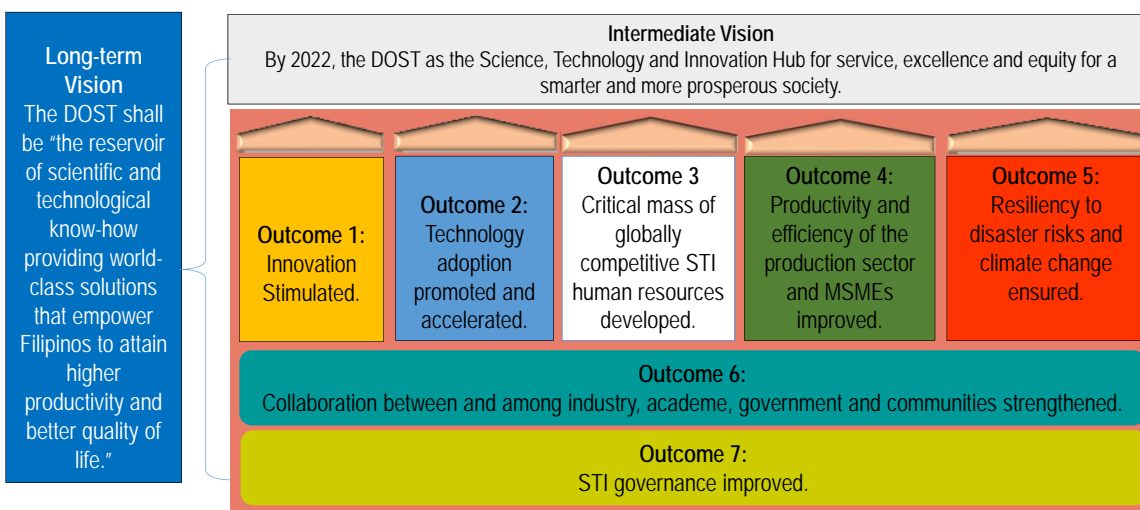 Long-term
Vision
The DOST shall
be “the reservoir
of scientific and
technological
know-how
providing world-
class solutions
that empower
Filipinos to attain
higher
productivity and
better quality of
life.”
Intermediate Vision
By 2022, the DOST as the Science, Technology and Innovation Hub for service, excellence and equity for a
smarter and more prosperous society.
Outcome 1:
Innovation
Stimulated.
Outcome 2:
Technology
adoption
promoted and
accelerated.
Outcome 3
Critical mass of
globally
competitive STI
human resources
developed.
Outcome 4:
Productivity and
efficiency of the
production sector
and MSMEs
improved.
Outcome 5:
Resiliency to
disaster risks and
climate change
ensured.
Outcome 6:
Collaboration between and among industry, academe, government and communities strengthened.
Outcome 7:
STI governance improved.